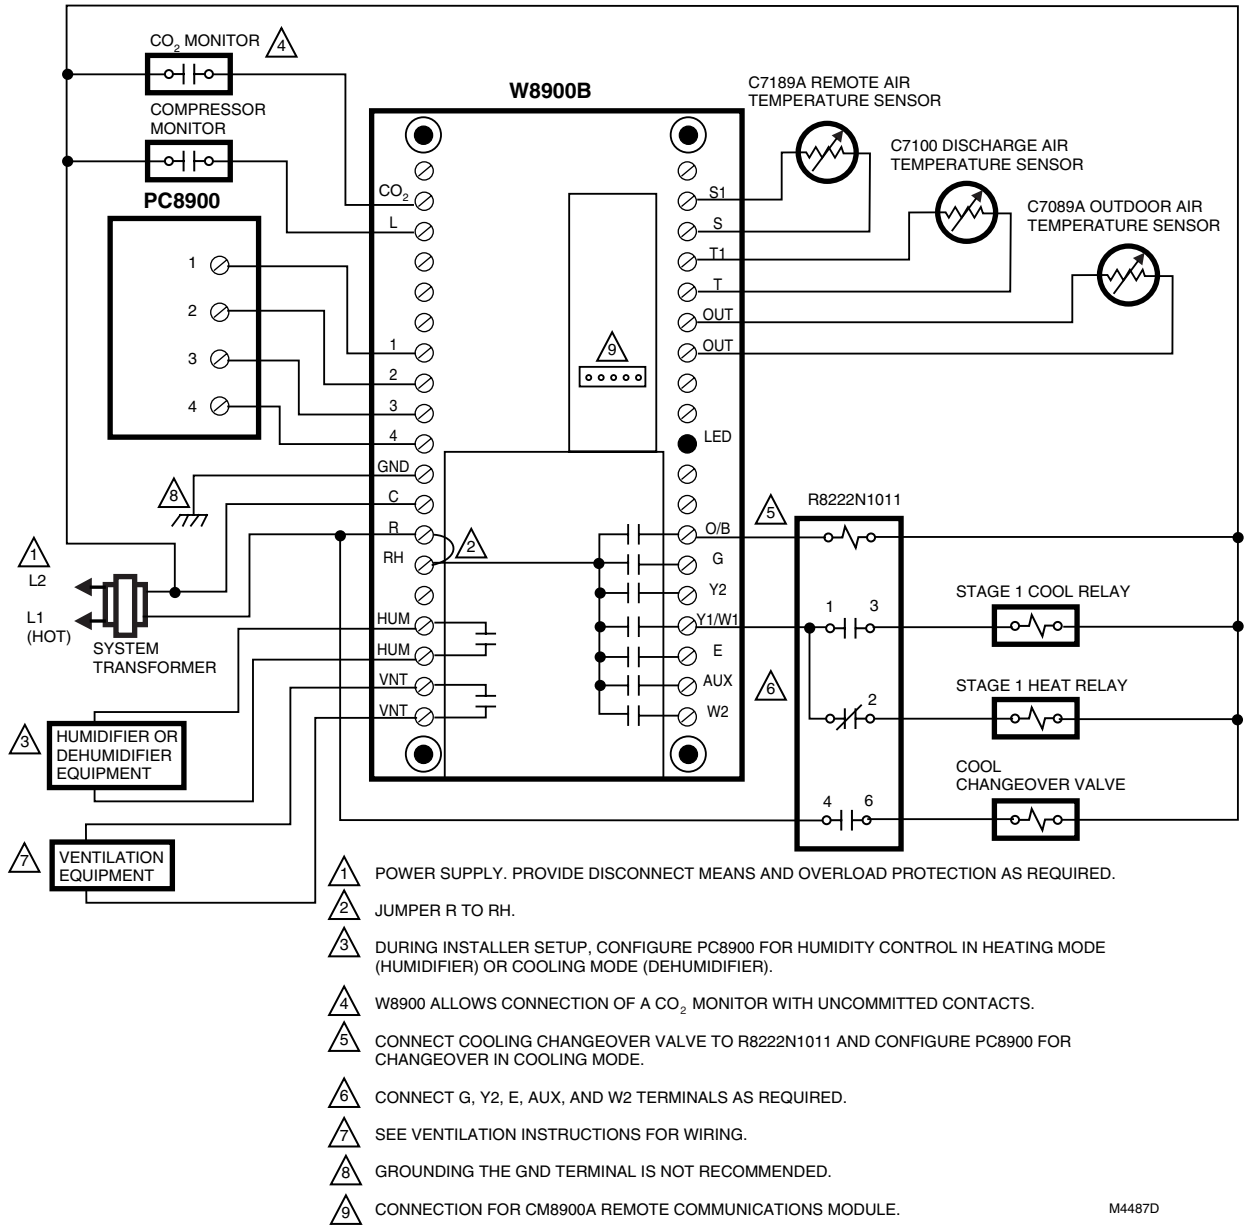 CO2 MONITOR 4
COMPRESSOR
MONITOR
PC8900
1
2
3
4
W8900B
CO2
L
1
2
3
4
GND
C
R
RH
HUM
HUM
VNT
VNT
2
9
S1
S
T1
T
OUT
OUT
LED
O/B
G
Y2
Y1/W1
E
AUX
W2
C7189A REMOTE AIR
TEMPERATURE SENSOR
C7100 DISCHARGE AIR
TEMPERATURE SENSOR
C7089A OUTDOOR AIR
TEMPERATURE SENSOR
8
1
L2
L1
(HOT)
SYSTEM
TRANSFORMER
3
HUMIDIFIER OR
DEHUMIDIFIER
EQUIPMENT
7
VENTILATION
EQUIPMENT
5
6
R8222N1011
1 3
2
4 6
STAGE 1 COOL RELAY
STAGE 1 HEAT RELAY
COOL
CHANGEOVER VALVE
1 POWER SUPPLY. PROVIDE DISCONNECT MEANS AND OVERLOAD PROTECTION AS REQUIRED.
2 JUMPER R TO RH.
3 DURING INSTALLER SETUP, CONFIGURE PC8900 FOR HUMIDITY CONTROL IN HEATING MODE
(HUMIDIFIER) OR COOLING MODE (DEHUMIDIFIER).
4 W8900 ALLOWS CONNECTION OF A CO2 MONITOR WITH UNCOMMITTED CONTACTS.
5 CONNECT COOLING CHANGEOVER VALVE TO R8222N1011 AND CONFIGURE PC8900 FOR
CHANGEOVER IN COOLING MODE.
6 CONNECT G, Y2, E, AUX, AND W2 TERMINALS AS REQUIRED.
7 SEE VENTILATION INSTRUCTIONS FOR WIRING.
8 GROUNDING THE GND TERMINAL IS NOT RECOMMENDED.
9 CONNECTION FOR CM8900A REMOTE COMMUNICATIONS MODULE.
M4487D